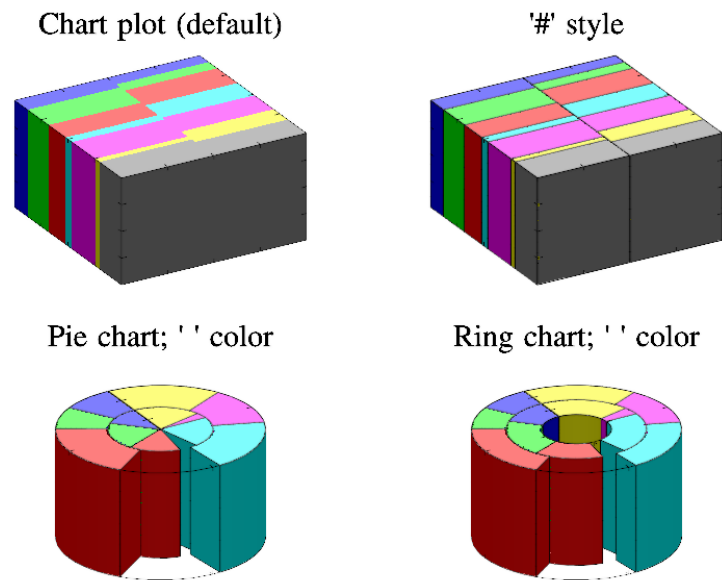 Chart plot (default)
'#' style
Pie chart; ' ' color
Ring chart; ' ' color